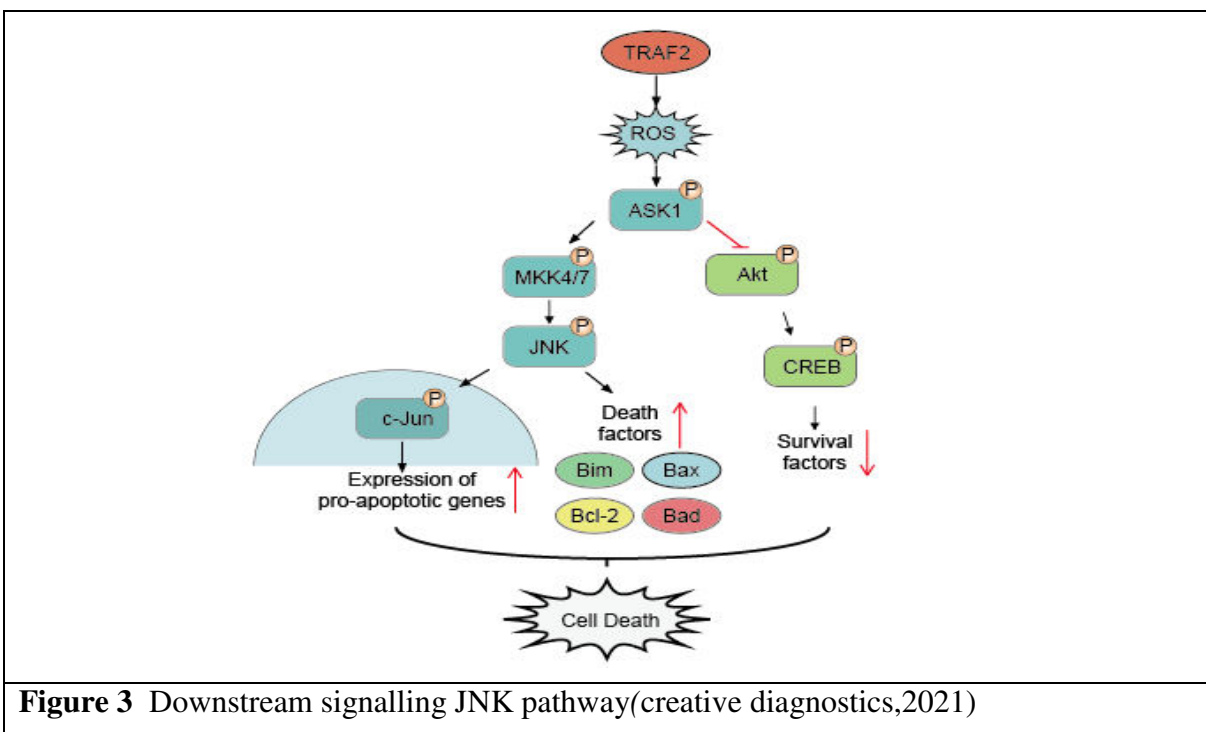 TRAF2
ROS
P
ASK1
P
MKK4/7
P
Akt
P
JNK
P
CREB
P
c-Jun
Death
factors
Survival
factors
Expression of
pro-apoptotic genes
Bim
Bax
Bcl-2
Bad
Cell Death
Figure 3 Downstream signalling JNK pathway(creative diagnostics,2021)